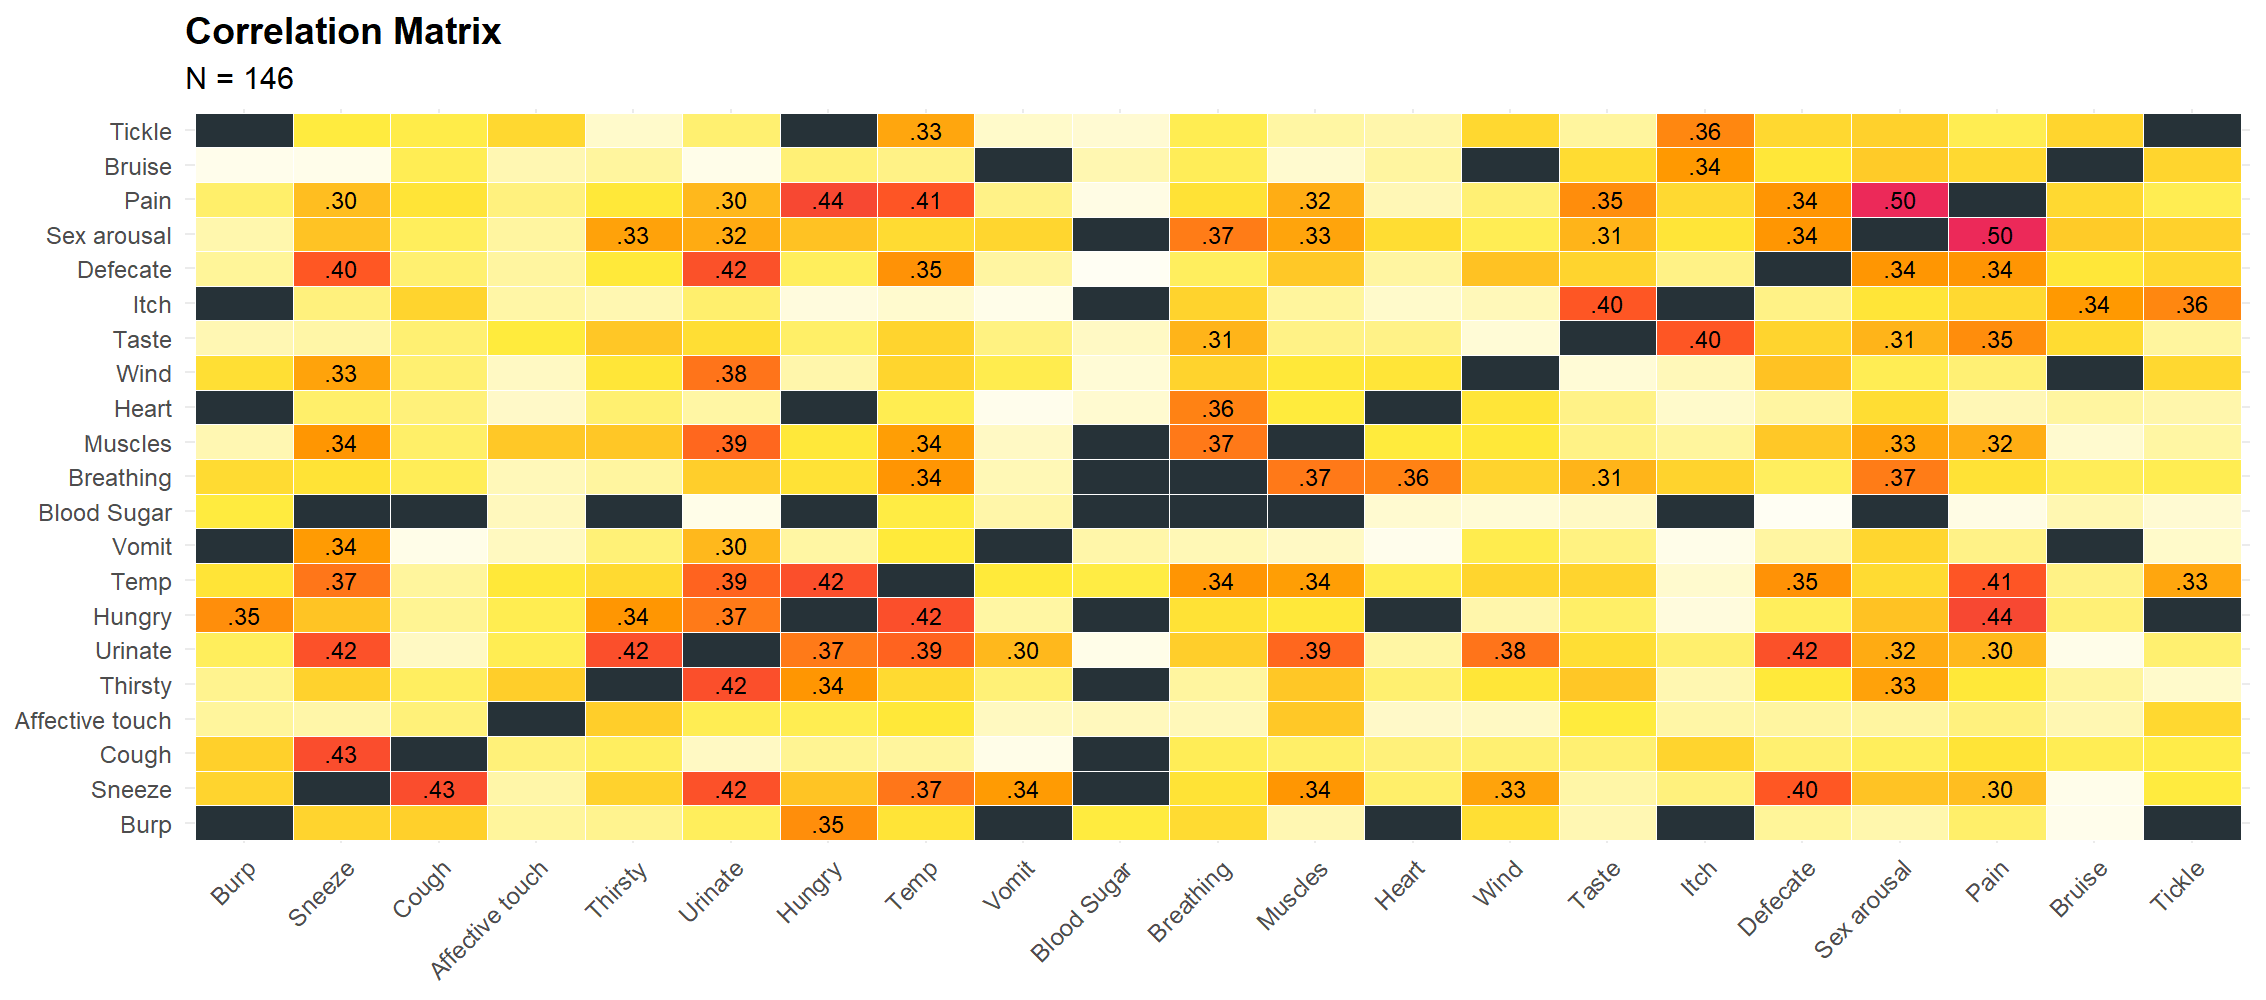 Correlation Matrix
N = 146
Tickle .33 .36
Bruise .34
Pain .30 .30 .44 .41 .32 .35 .34 .50
Sex arousal .33 .32 .37 .33 .31 .34 .50
Defecate .40 .42 .35 .34 .34
Itch .40 .34 .36
Taste .31 .40 .31 .35
Wind .33 .38
Heart .36
Muscles .34 .39 .34 .37 .33 .32
Breathing .34 .37 .36 .31 .37
Blood Sugar
Vomit .34 .30
Temp .37 .39 .42 .34 .34 .35 .41 .33
Hungry .35 .34 .37 .42 .44
Urinate .42 .42 .37 .39 .30 .39 .38 .42 .32 .30
Thirsty .42 .34 .33
Affective touch
Cough .43
Sneeze .43 .42 .37 .34 .34 .33 .40 .30
Burp .35
Burp Sneeze Cough Affective touch Thirsty Urinate Hungry Temp Vomit Blood Sugar Breathing Muscles Heart Wind Taste Itch Defecate Sex arousal Pain Bruise Tickle